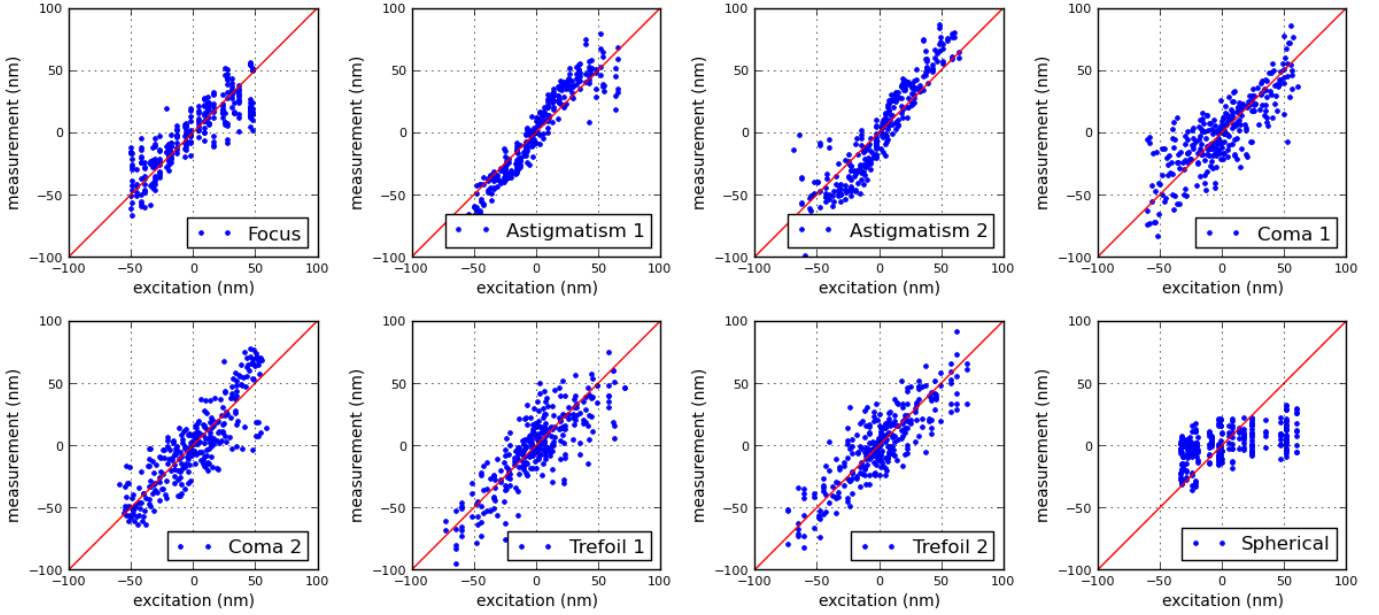 100
50
0
−50
−100
measurement (nm)
Focus
−100 −50 0 50 100
excitation (nm)
100
50
0
−50
−100
measurement (nm)
Astigmatism 1
−100 −50 0 50 100
excitation (nm)
100
50
0
−50
−100
measurement (nm)
Astigmatism 2
−100 −50 0 50 100
excitation (nm)
100
50
0
−50
−100
measurement (nm)
Coma 1
−100 −50 0 50 100
excitation (nm)
100
50
0
−50
−100
measurement (nm)
Coma 2
−100 −50 0 50 100
excitation (nm)
100
50
0
−50
−100
measurement (nm)
Trefoil 1
−100 −50 0 50 100
excitation (nm)
100
50
0
−50
−100
measurement (nm)
Trefoil 2
−100 −50 0 50 100
excitation (nm)
100
50
0
−50
−100
measurement (nm)
Spherical
−100 −50 0 50 100
excitation (nm)